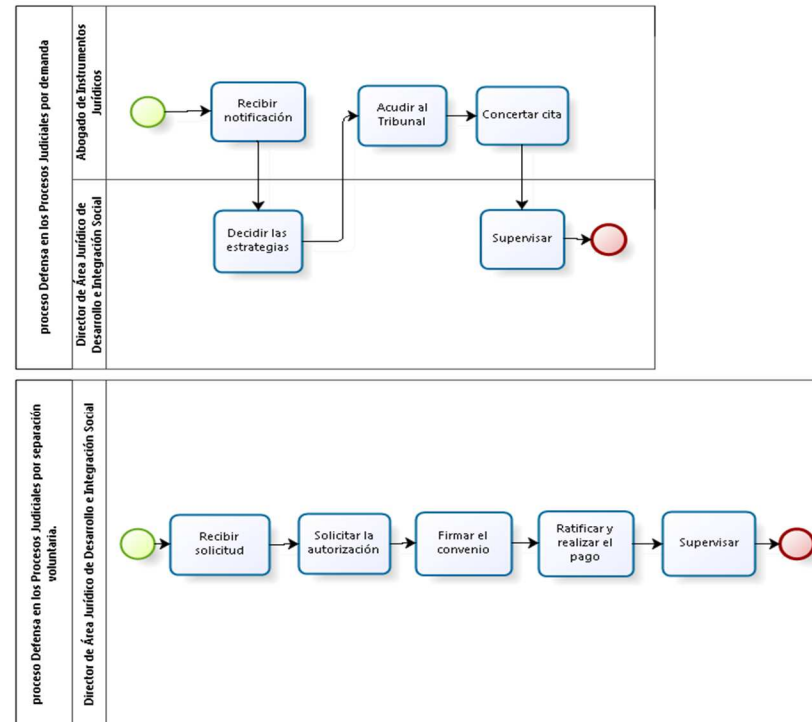 proceso Defensa en los Procesos Judiciales por demanda
Abogado de Instrumentos
Jurídicos
Recibir
notificación
Acudir al
Tribunal
Concertar cita
Director de Área Jurídico de
Desarrollo e Integración Social
Decidir las
estrategias
Supervisar
proceso Defensa en los Procesos Judiciales por separación
voluntaria.
Director de Área Jurídico de Desarrollo e Integración Social
Recibir
solicitud
Solicitar la
autorización
Firmar el
convenio
Ratificar y
realizar el
pago
Supervisar